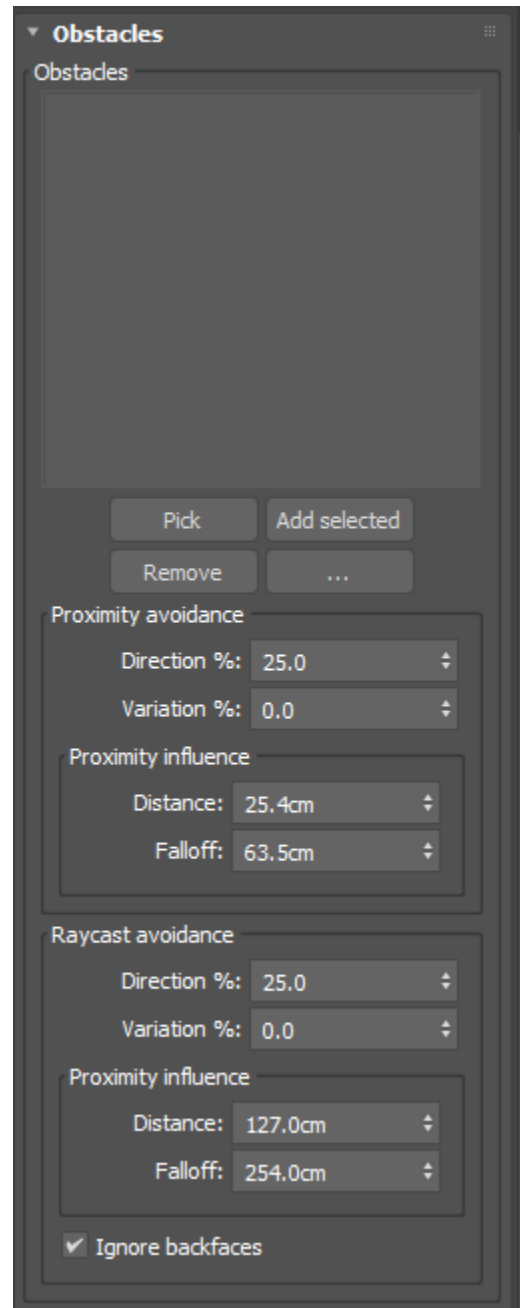 Obstacles
Obstacles
Pick Add selected
Remove ...
Proximity avoidance
Direction %: 25.0
Variation %: 0.0
Proximity influence
Distance: 25.4cm
Falloff: 63.5cm
Raycast avoidance
Direction %: 25.0
Variation %: 0.0
Proximity influence
Distance: 127.0cm
Falloff: 254.0cm
Ignore backfaces